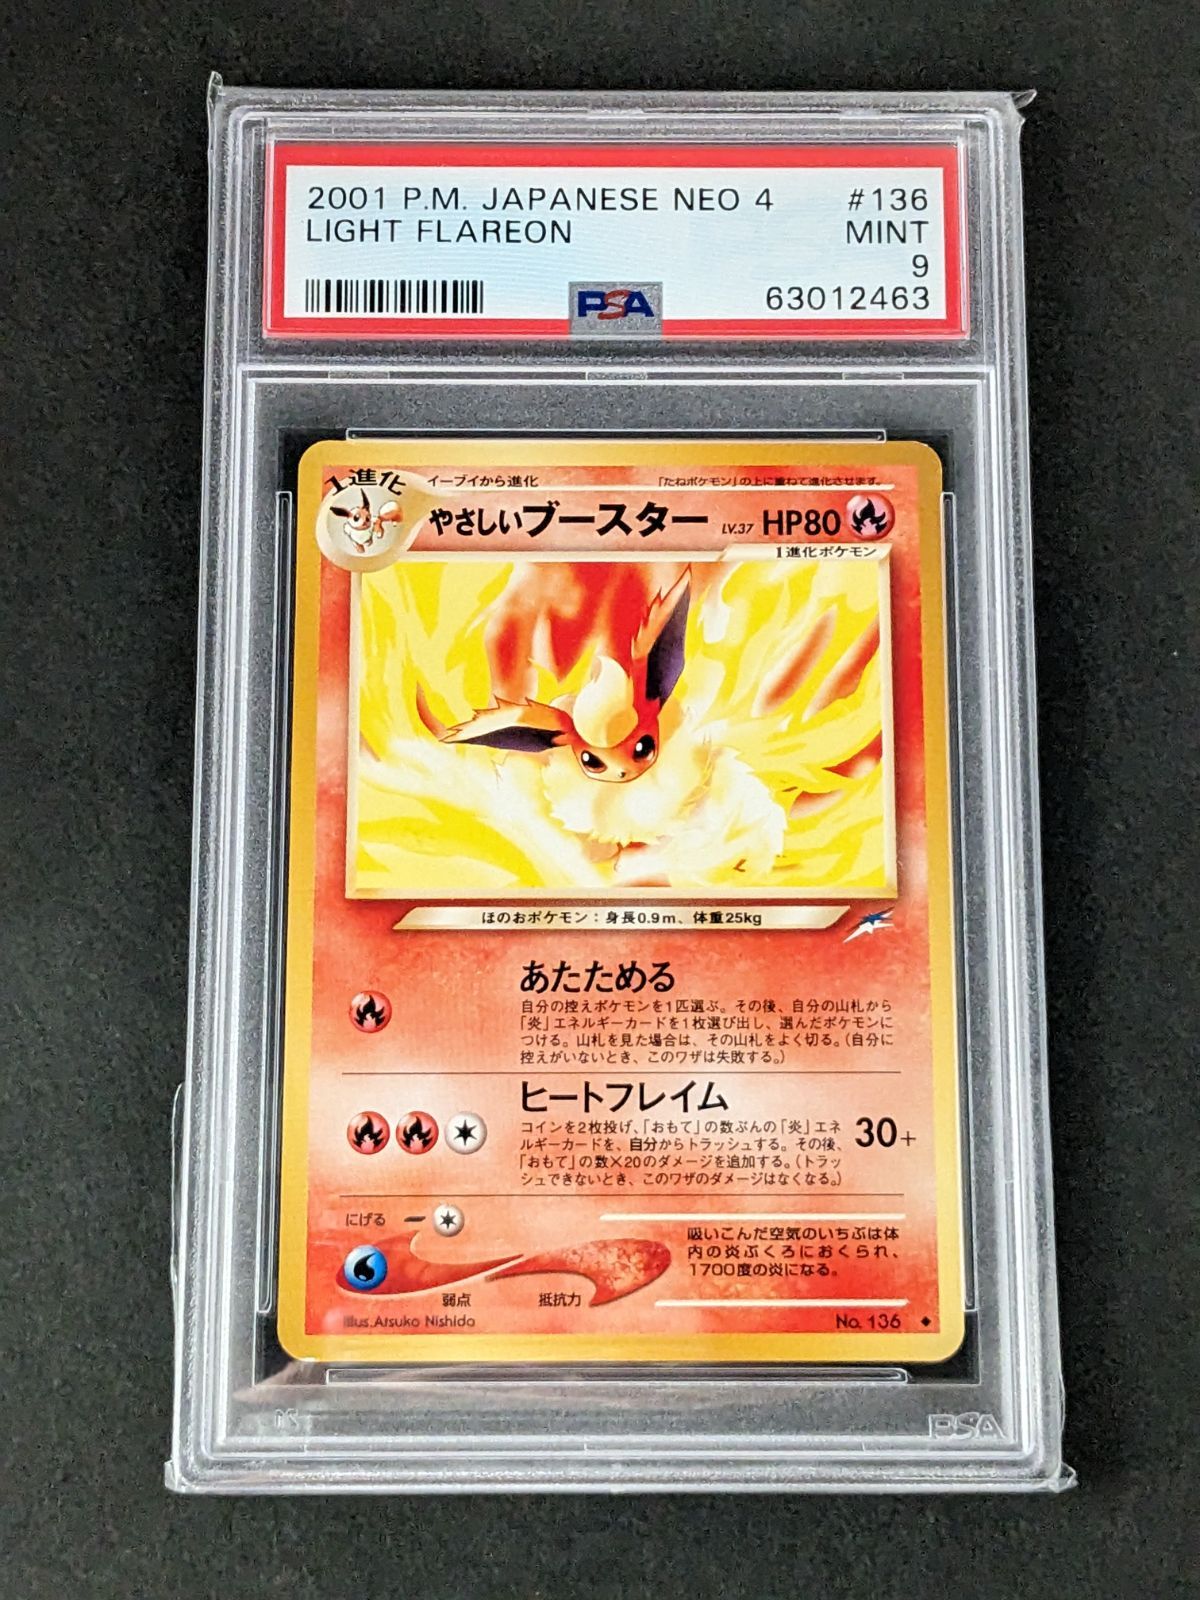 2001 P.M. JAPANESE NEO 4 #136
LIGHT FLAREON MINT
9
PSA 63012463
1進化
イーブイから進化 「たねポケモン」の上に重ねて進化させます。
やさしいブースター LV.37 HP80
1進化ポケモン
ほのおポケモン：身長0.9m、体重25kg
あたためる
自分の控えポケモンを1匹選ぶ。その後、自分の山札から
「炎」エネルギーカードを1枚選び出し、選んだポケモンに
つける。山札を見た場合は、その山札をよく切る。（自分に
控えがいないとき、このワザは失敗する。）
ヒートフレイム
コインを2枚投げ、「おもて」の数ぶんの「炎」エネ
ルギーカードを、自分からトラッシュする。その後、
「おもて」の数×20のダメージを追加する。（トラッ
シュできないとき、このワザのダメージはなくなる。）
30+
にげる
弱点 抵抗力
吸いこんだ空気のいちぶは体
内の炎ぶくろにおくられ、
1700度の炎になる。
Illus.Atsuko Nishida No. 136
PSA